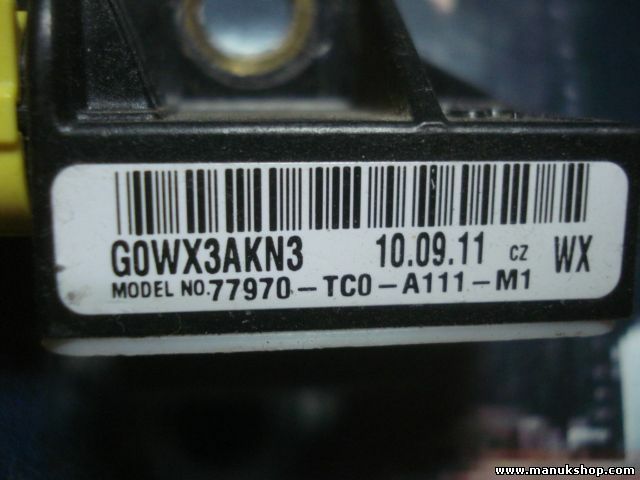 G0WX3AKN3 10.09.11 CZ WX
MODEL NO.77970-TC0-A111-M1
www.manukshop.com